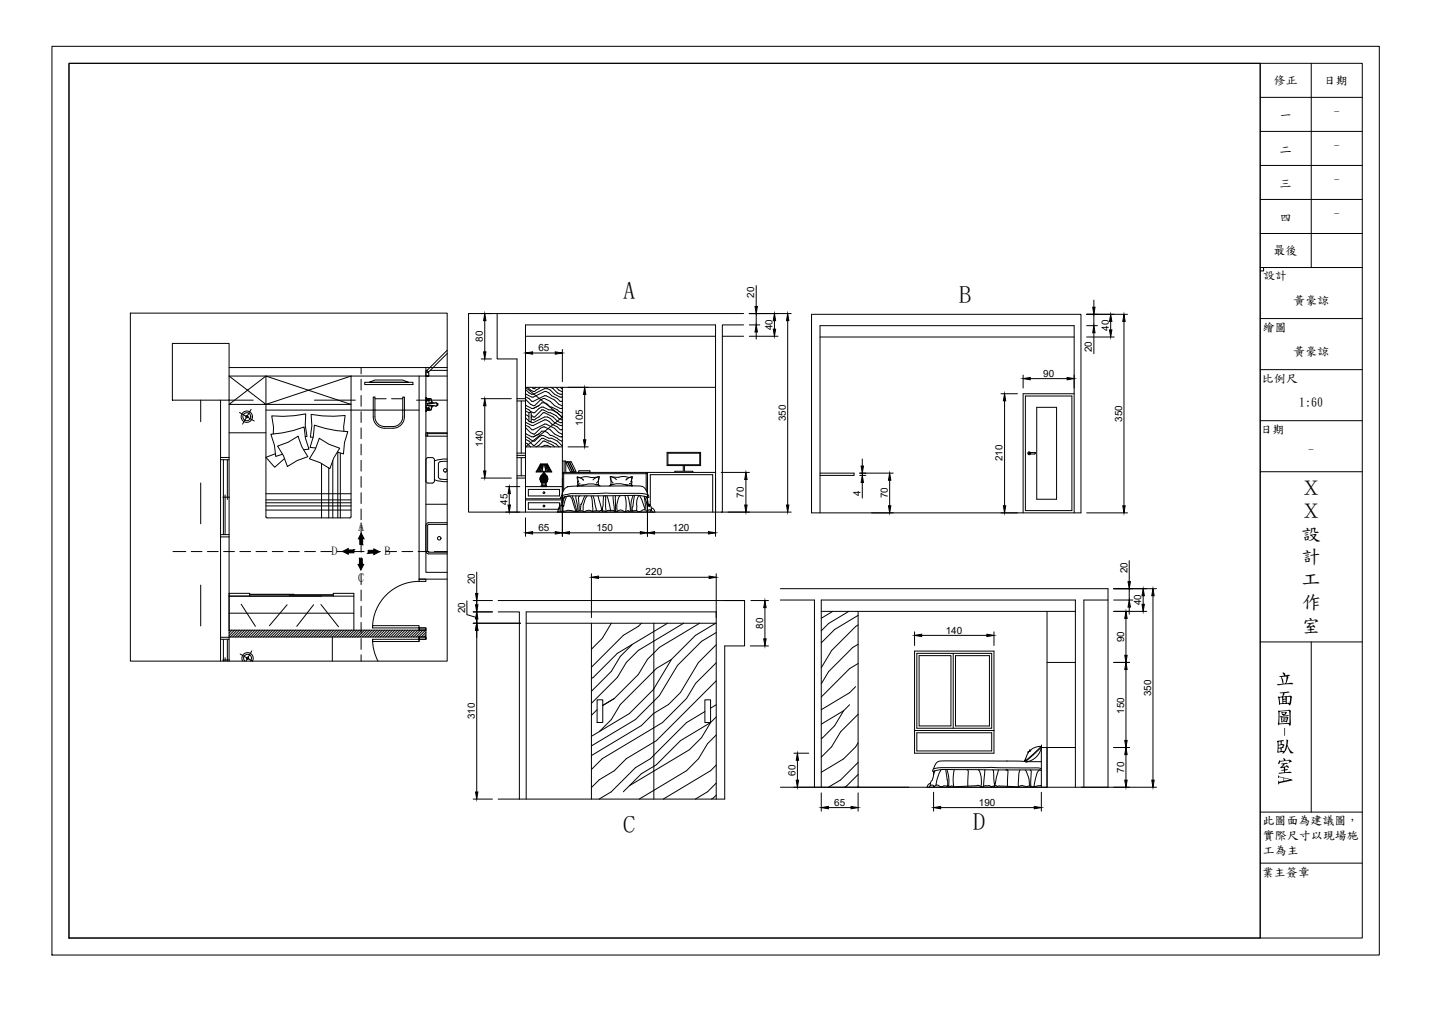 A
20
40
80
65
105
140
45
70
350
65
150
120
B
40
20
90
350
210
4
70
A
D
B
C
20
220
20
80
310
C
20
40
140
90
150
350
60
70
65
190
D
修正 日期
一 -
二 -
三 -
四 -
最後
設計
黃豪諒
繪圖
黃豪諒
比例尺
1:60
日期
-
XX設計工作室
立面圖-臥室A
此圖面為建議圖，
實際尺寸以現場施
工為主
業主簽章